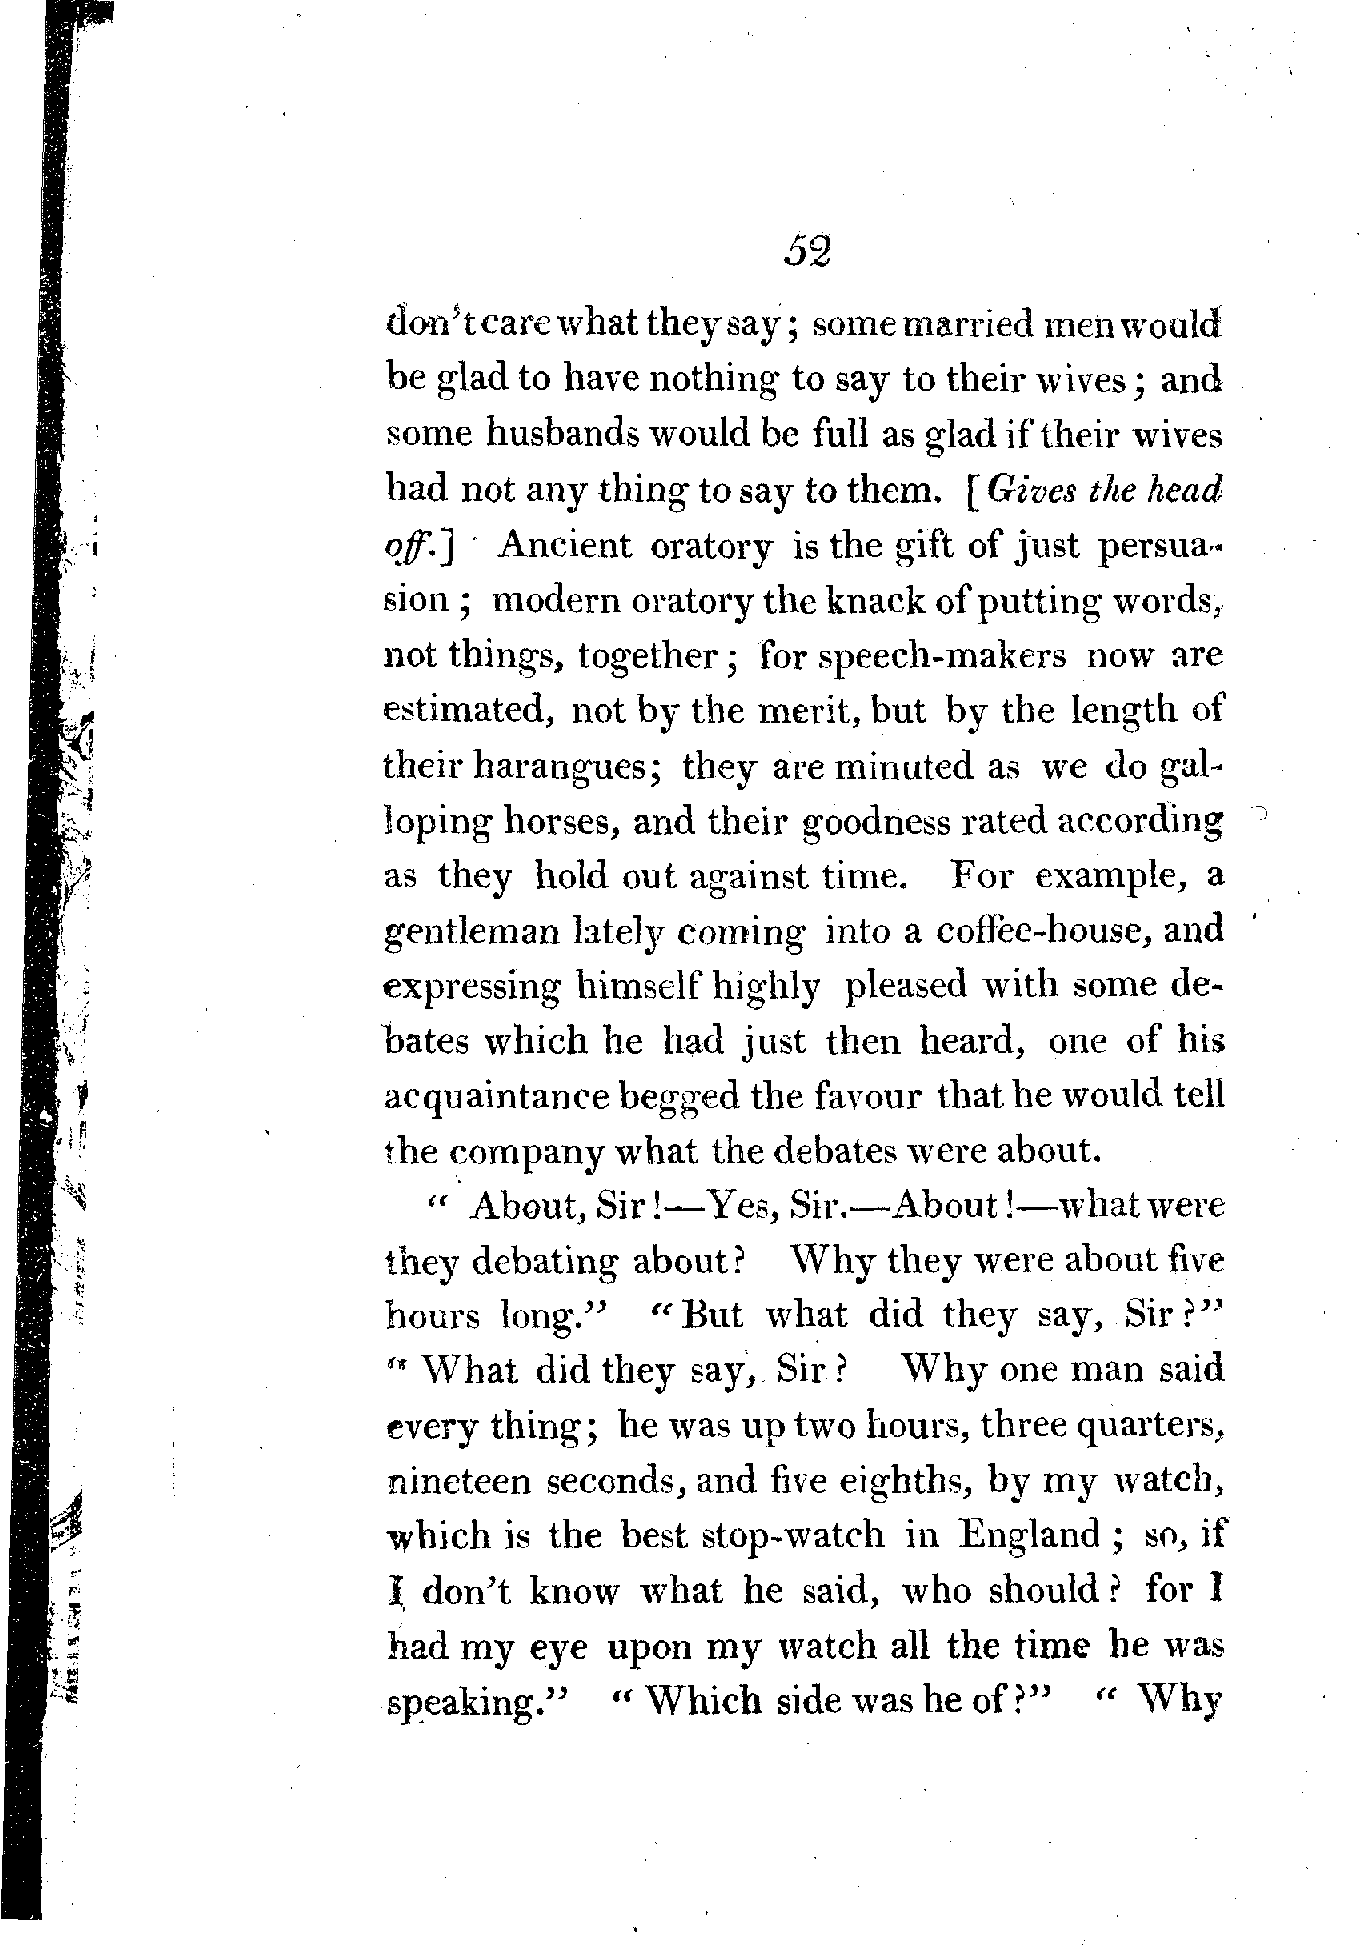 52
don't care what they say; some married men would
be glad to have nothing to say to their wives; and
some husbands would be full as glad if their wives
had not any thing to say to them. [Gives the head
off.] Ancient oratory is the gift of just persua-
sion; modern oratory the knack of putting words,
not things, together; for speech-makers now are
estimated, not by the merit, but by the length of
their harangues; they are minuted as we do gal-
loping horses, and their goodness rated according
as they hold out against time. For example, a
gentleman lately coming into a coffee-house, and
expressing himself highly pleased with some de-
bates which he had just then heard, one of his
acquaintance begged the favour that he would tell
the company what the debates were about.
“ About, Sir!—Yes, Sir.—About!—what were
they debating about? Why they were about five
hours long.” “But what did they say, Sir?”
“ What did they say, Sir? Why one man said
every thing; he was up two hours, three quarters,
nineteen seconds, and five eighths, by my watch,
which is the best stop-watch in England; so, if
I don't know what he said, who should? for I
had my eye upon my watch all the time he was
speaking.” “ Which side was he of?” “ Why